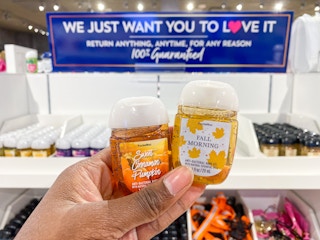 WE JUST WANT YOU TO L♥VE IT
RETURN ANYTHING, ANYTIME, FOR ANY REASON
100% Guaranteed
Sweet
Cinnamon
Pumpkin
FALL
MORNING